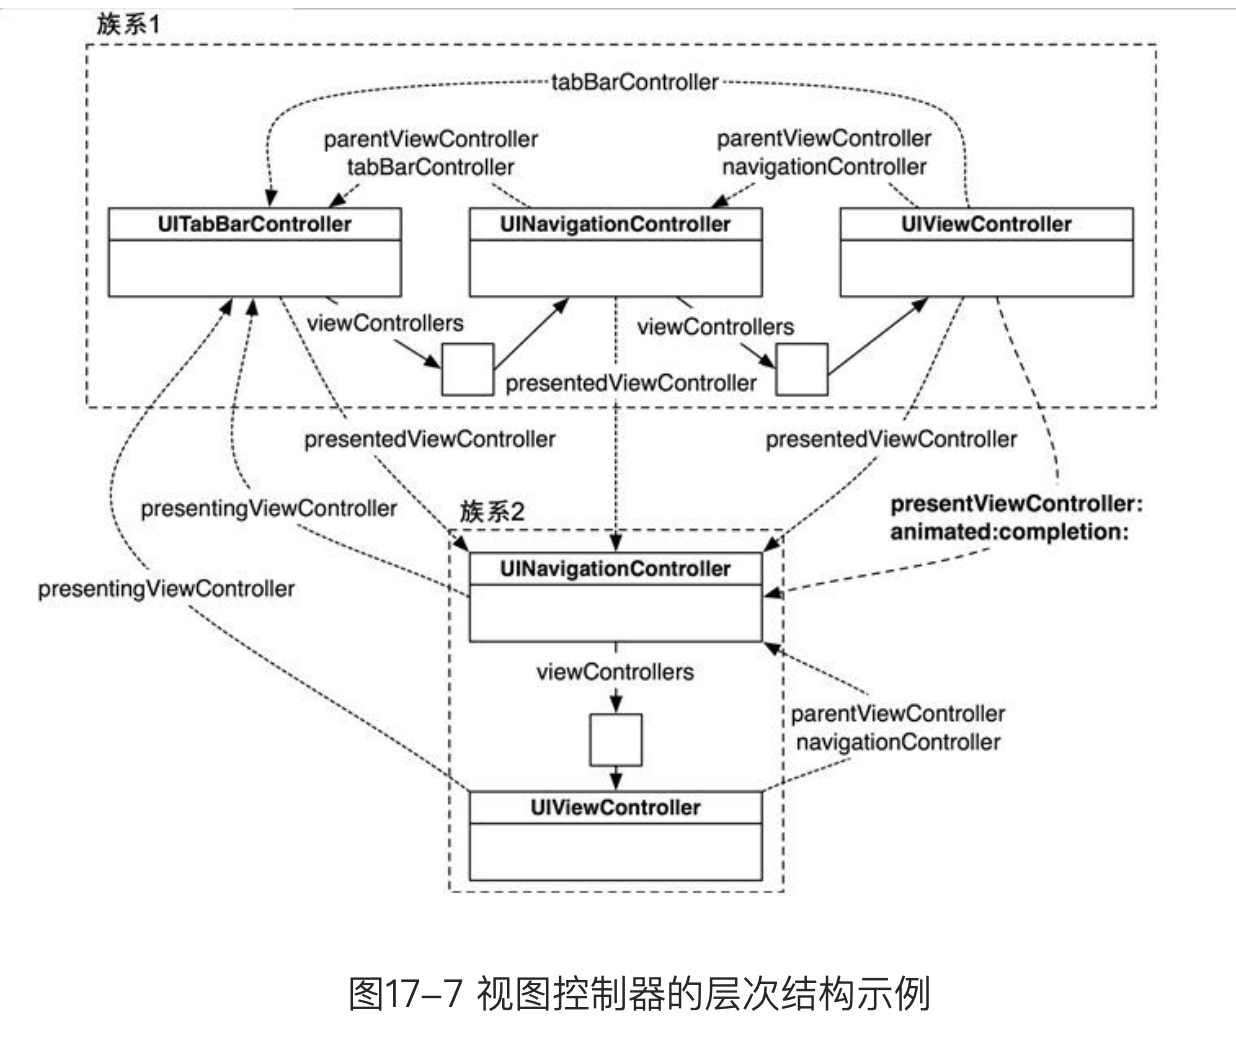 族系1
tabBarController
parentViewController
tabBarController
parentViewController
navigationController
UITabBarController
UINavigationController
UIViewController
viewControllers
viewControllers
presentedViewController
presentedViewController
presentedViewController
presentViewController:
animated:completion:
presentingViewController
族系2
UINavigationController
presentingViewController
viewControllers
parentViewController
navigationController
UIViewController
图17–7 视图控制器的层次结构示例